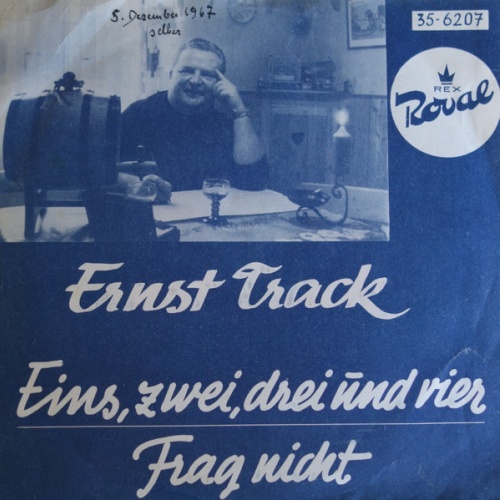 5. Dezember 1967
selber
35-6207
REX
Royal
Ernst Track
Eins, zwei, drei und vier
Frag nicht